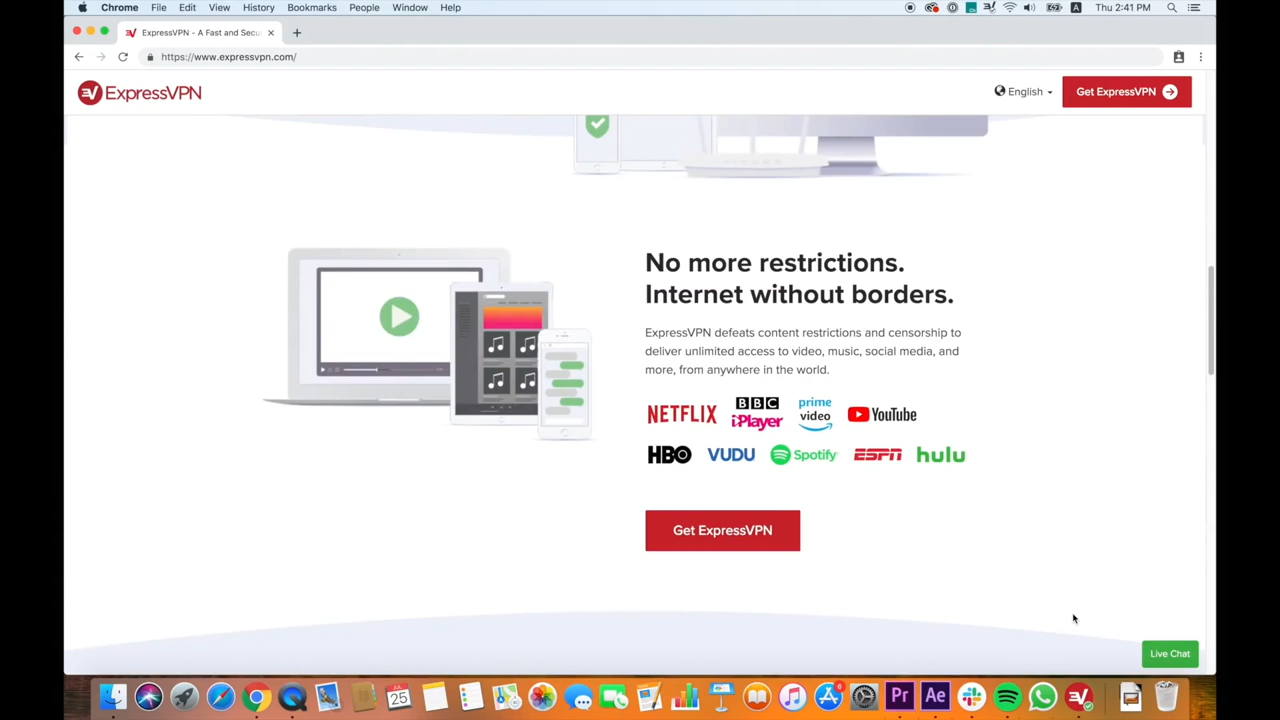 Chrome File Edit View History Bookmarks People Window Help Thu 2:41 PM
ExpressVPN - A Fast and Secu
https://www.expressvpn.com/
ExpressVPN English Get ExpressVPN
No more restrictions.
Internet without borders.
ExpressVPN defeats content restrictions and censorship to
deliver unlimited access to video, music, social media, and
more, from anywhere in the world.
NETFLIX BBC iPlayer prime video YouTube
HBO VUDU Spotify ESPN hulu
Get ExpressVPN
Live Chat
JUL
25 Pr Ae